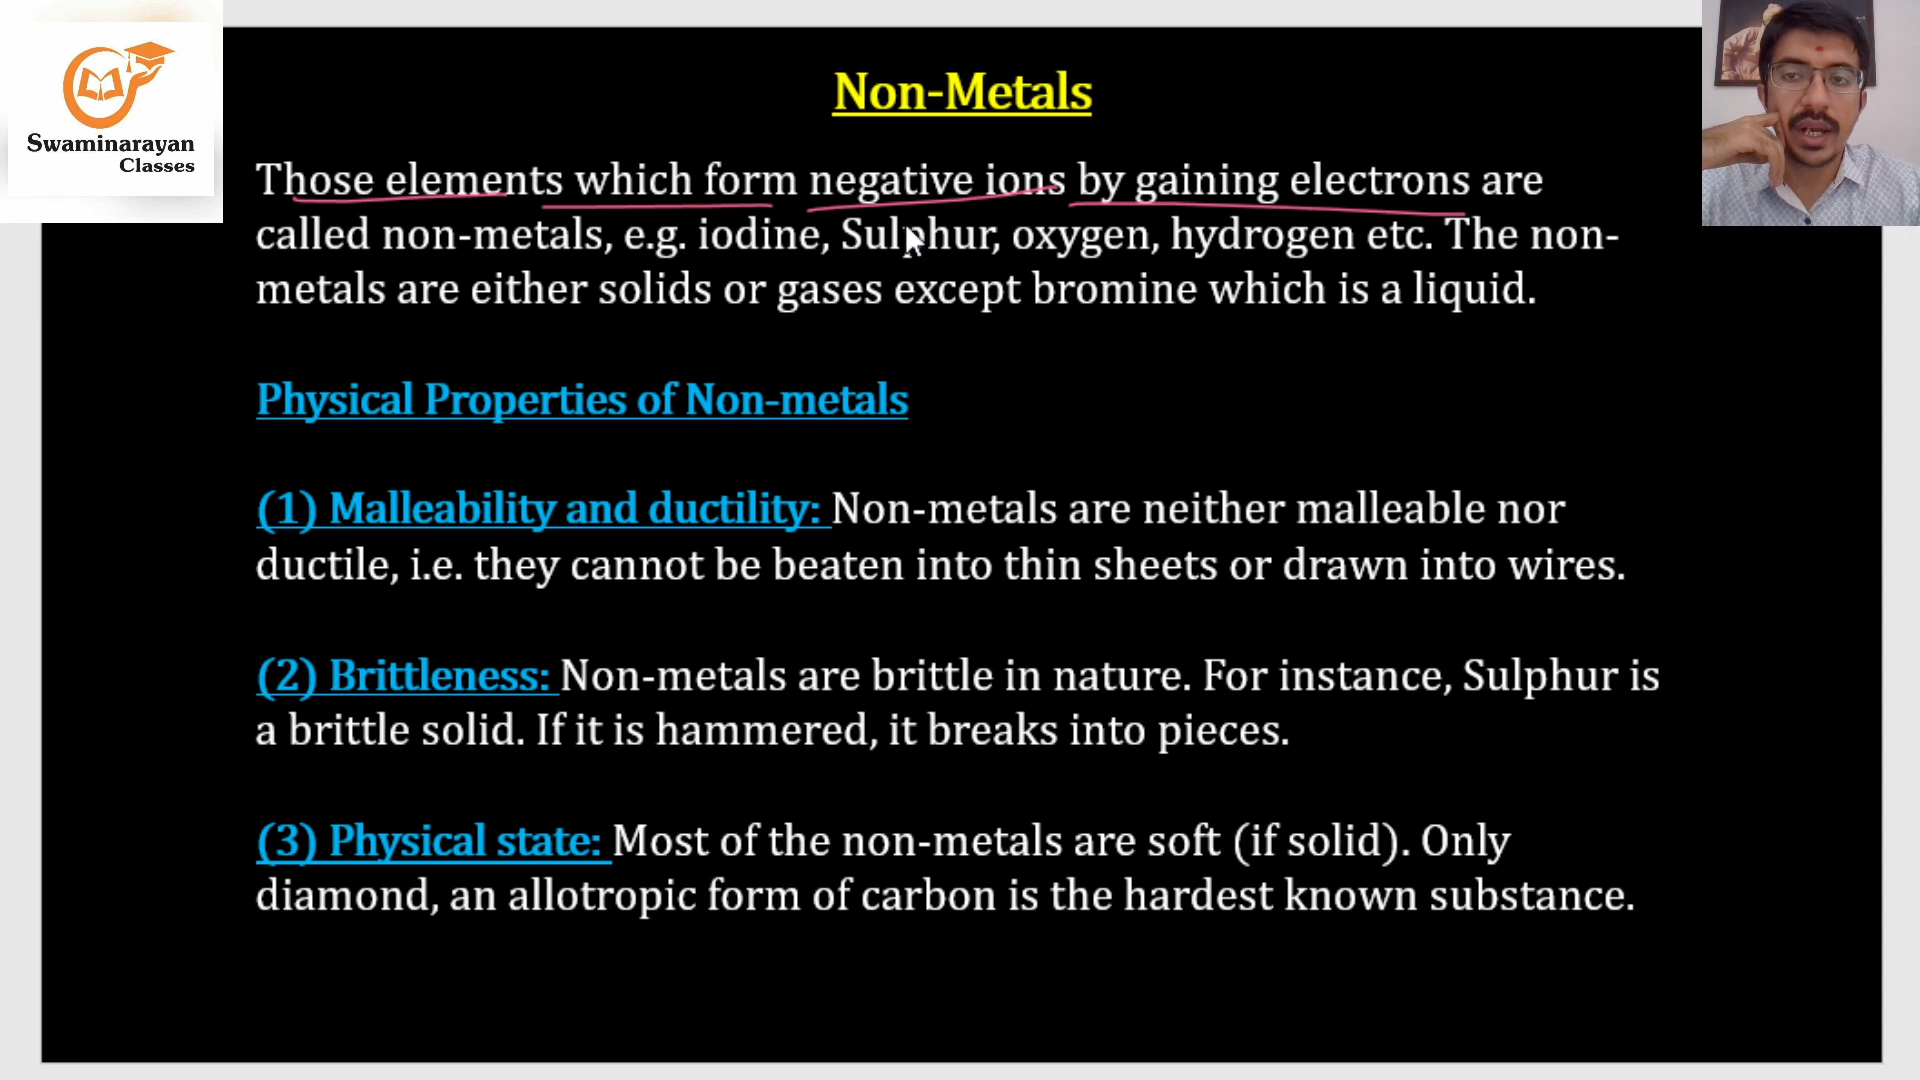 Swaminarayan
Classes
Non-Metals
Those elements which form negative ions by gaining electrons are
called non-metals, e.g. iodine, Sulphur, oxygen, hydrogen etc. The non-
metals are either solids or gases except bromine which is a liquid.
Physical Properties of Non-metals
(1) Malleability and ductility: Non-metals are neither malleable nor
ductile, i.e. they cannot be beaten into thin sheets or drawn into wires.
(2) Brittleness: Non-metals are brittle in nature. For instance, Sulphur is
a brittle solid. If it is hammered, it breaks into pieces.
(3) Physical state: Most of the non-metals are soft (if solid). Only
diamond, an allotropic form of carbon is the hardest known substance.